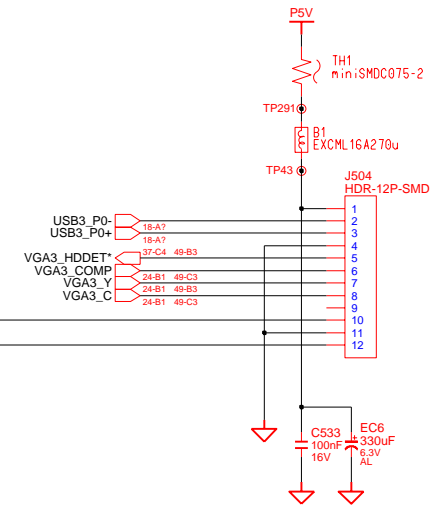 P5V
TH1
miniSMDC075-2
TP291
B1
EXCML16A270u
TP43
J504
HDR-12P-SMD
1
USB3_P0- 18-A? 2
USB3_P0+ 18-A? 3
4
VGA3_HDDET* 37-C4 49-B3 5
VGA3_COMP 24-B1 49-C3 6
VGA3_Y 24-B1 49-B3 7
VGA3_C 24-B1 49-C3 8
9
10
11
12
C533
100nF
16V
EC6
+
330uF
6.3V
AL